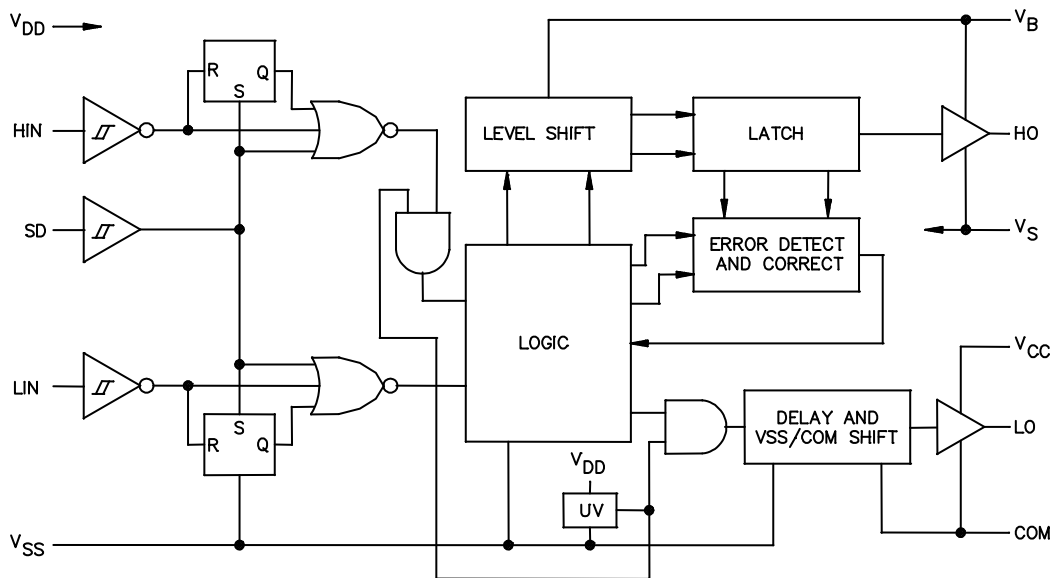 VDD
VB
R
Q
S
HIN
LEVEL SHIFT
LATCH
HO
SD
VS
ERROR DETECT
AND CORRECT
LOGIC
VCC
LIN
S
R
Q
DELAY AND
VSS/COM SHIFT
LO
VDD
UV
VSS
COM